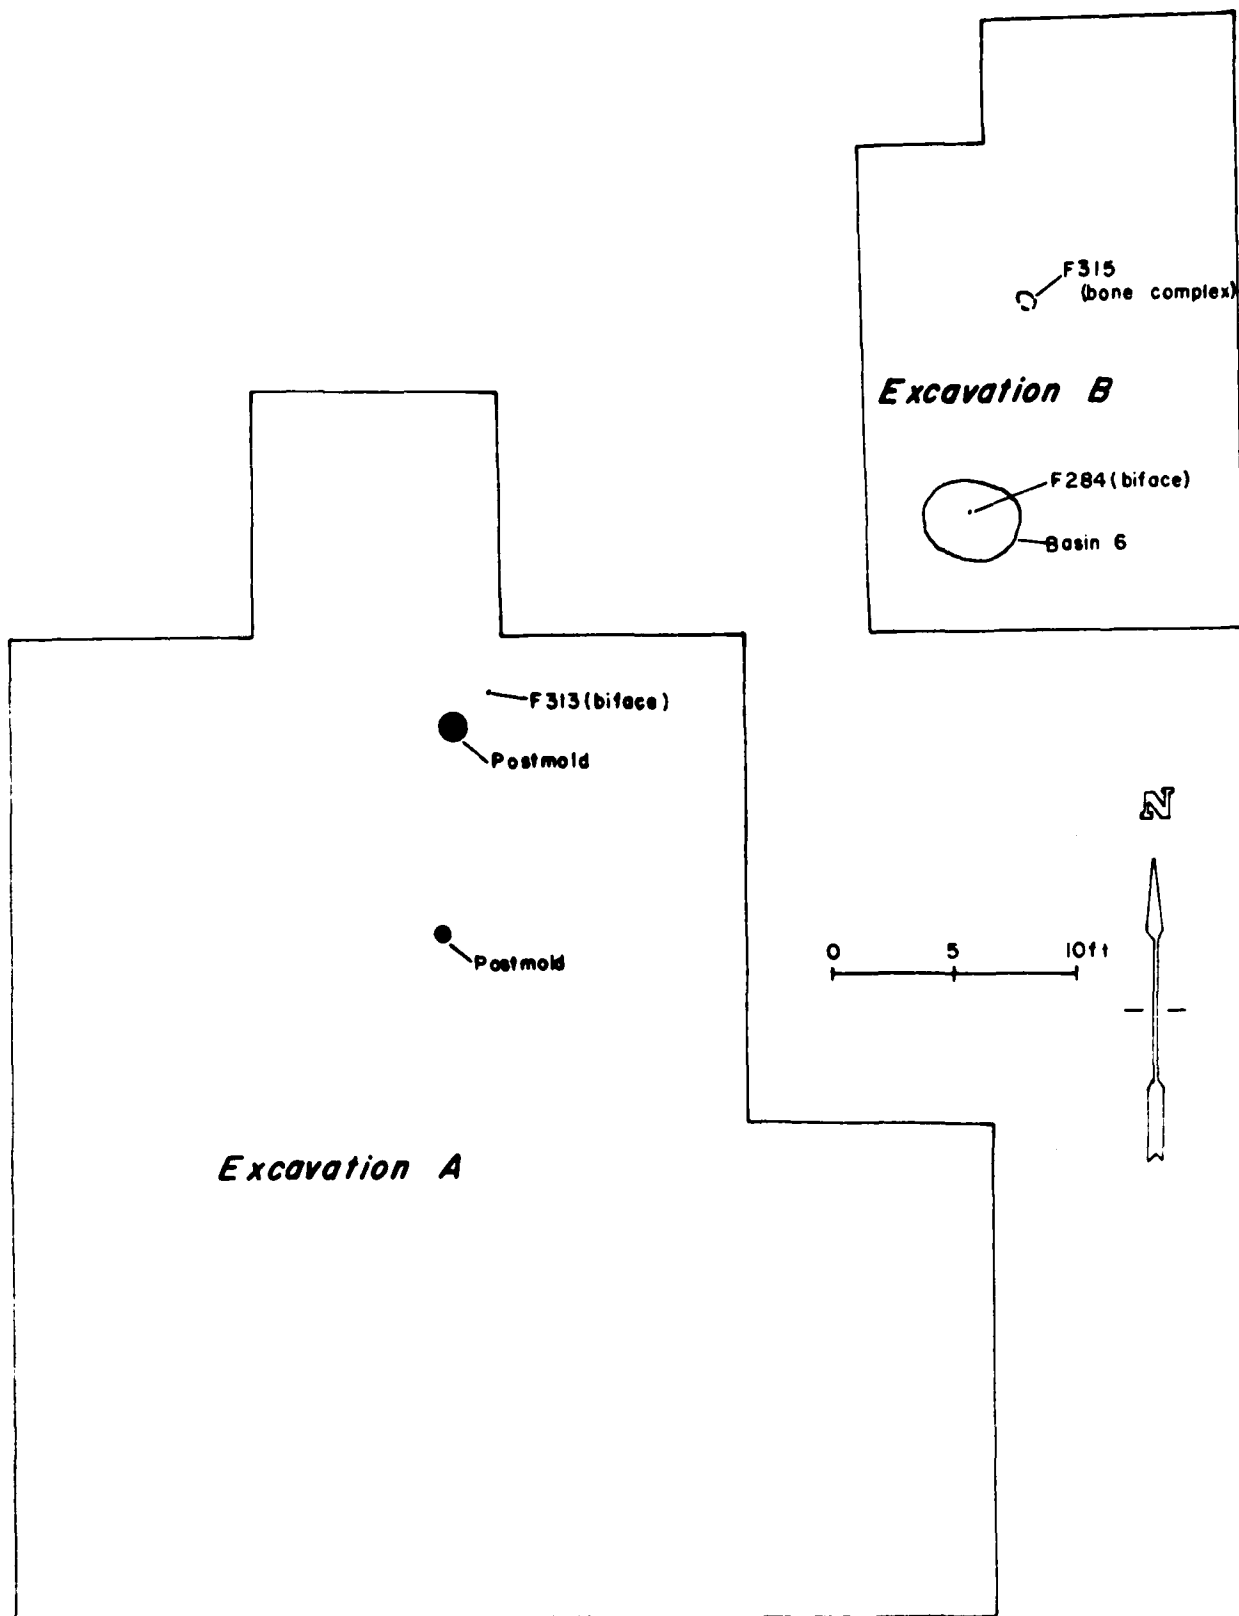 F315
(bone complex)
Excavation B
F284 (biface)
Basin 6
F313 (biface)
Postmold
N
Postmold
0 5 10ft
Excavation A